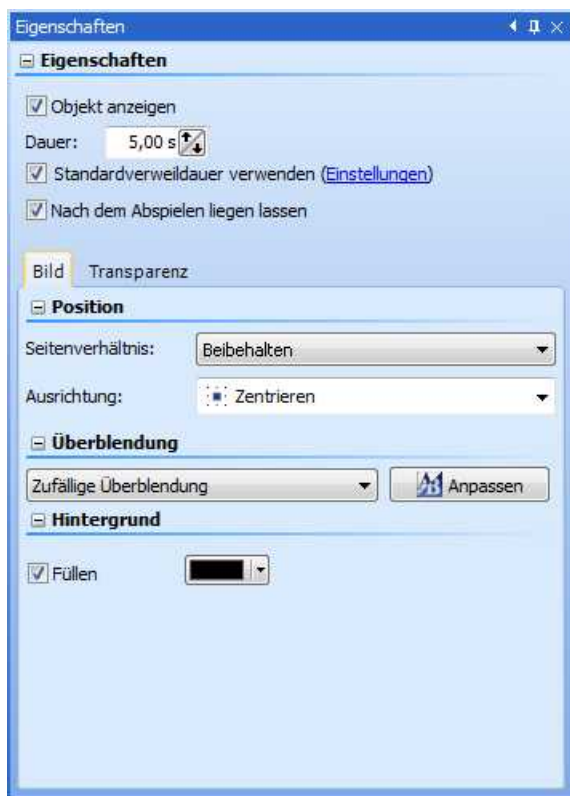 Eigenschaften
Eigenschaften
Objekt anzeigen
Dauer: 5,00 s
Standardverweildauer verwenden (Einstellungen)
Nach dem Abspielen liegen lassen
Bild Transparenz
Position
Seitenverhältnis: Beibehalten
Ausrichtung: Zentrieren
Überblendung
Zufällige Überblendung Anpassen
Hintergrund
Füllen